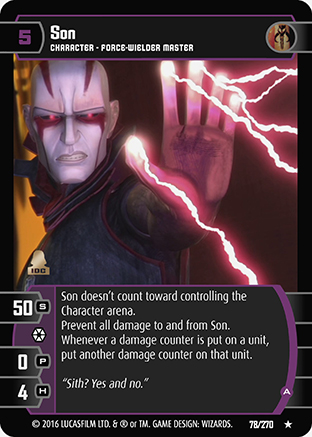 5
Son
CHARACTER - FORCE-WIELDER MASTER
100
50 S
Son doesn't count toward controlling the
Character arena.
Prevent all damage to and from Son.
Whenever a damage counter is put on a unit,
put another damage counter on that unit.
0 P
"Sith? Yes and no."
4 H
A
© 2016 LUCASFILM LTD. & ® or TM. GAME DESIGN: WIZARDS. 78/270 ★